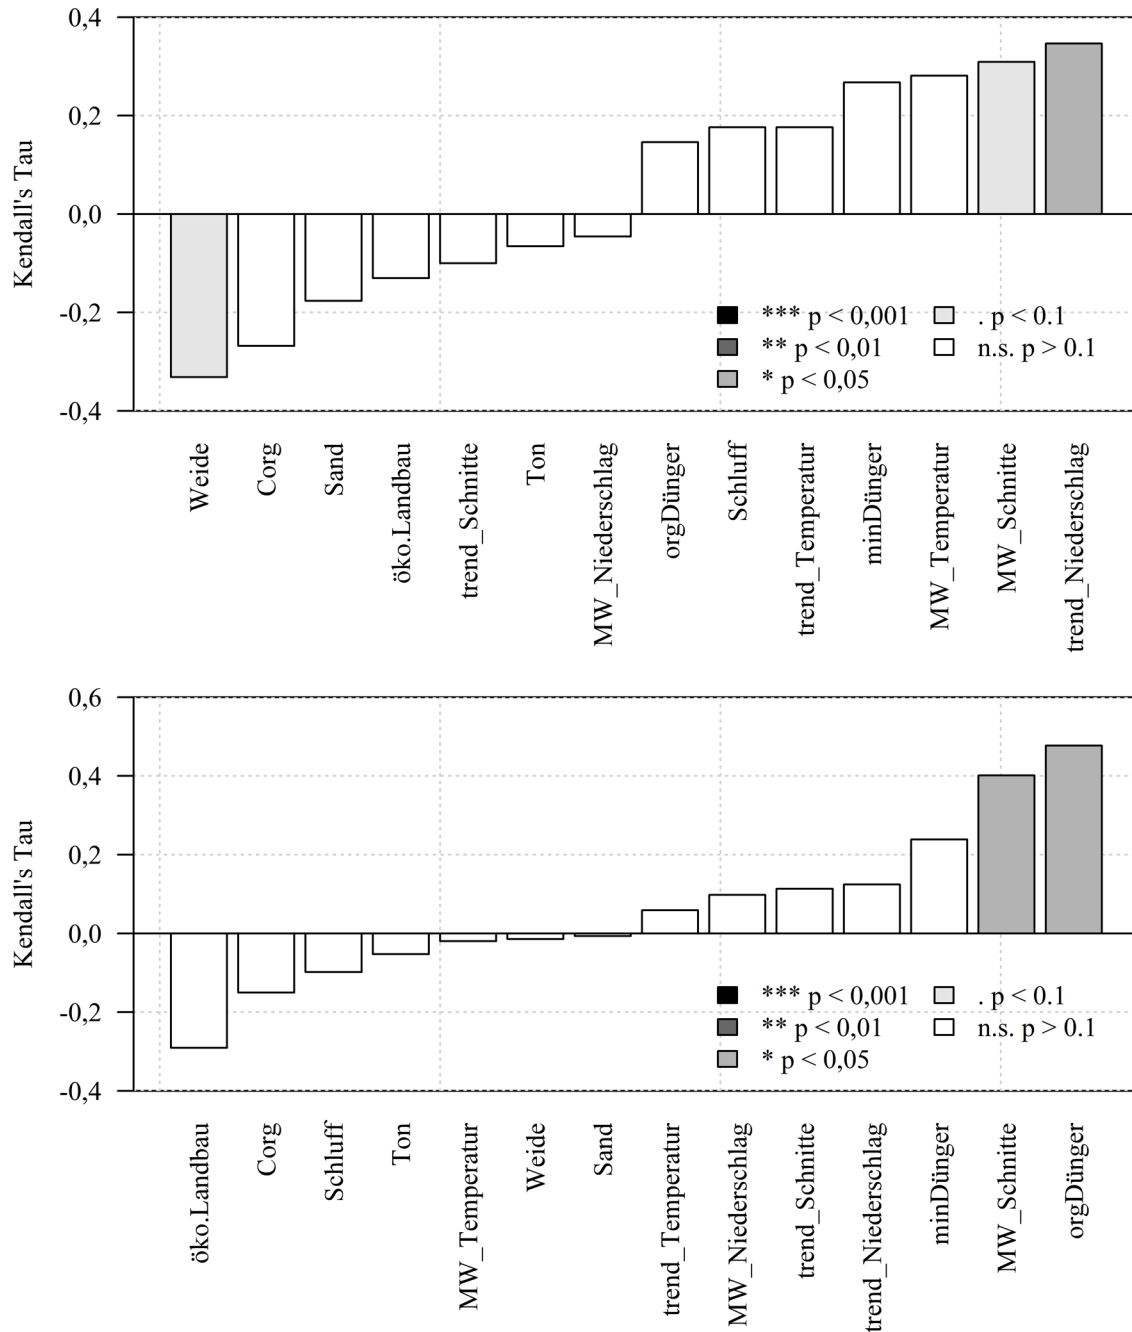 0,4
0,2
0,0
-0,2
-0,4
Kendall's Tau
*** p < 0,001
** p < 0,01
* p < 0,05
. p < 0.1
n.s. p > 0.1
Weide
Corg
Sand
öko.Landbau
trend_Schnitte
Ton
MW_Niederschlag
orgDünger
Schluff
trend_Temperatur
minDünger
MW_Temperatur
MW_Schnitte
trend_Niederschlag
0,6
0,4
0,2
0,0
-0,2
-0,4
Kendall's Tau
*** p < 0,001
** p < 0,01
* p < 0,05
. p < 0.1
n.s. p > 0.1
öko.Landbau
Corg
Schluff
Ton
MW_Temperatur
Weide
Sand
trend_Temperatur
MW_Niederschlag
trend_Schnitte
trend_Niederschlag
minDünger
MW_Schnitte
orgDünger